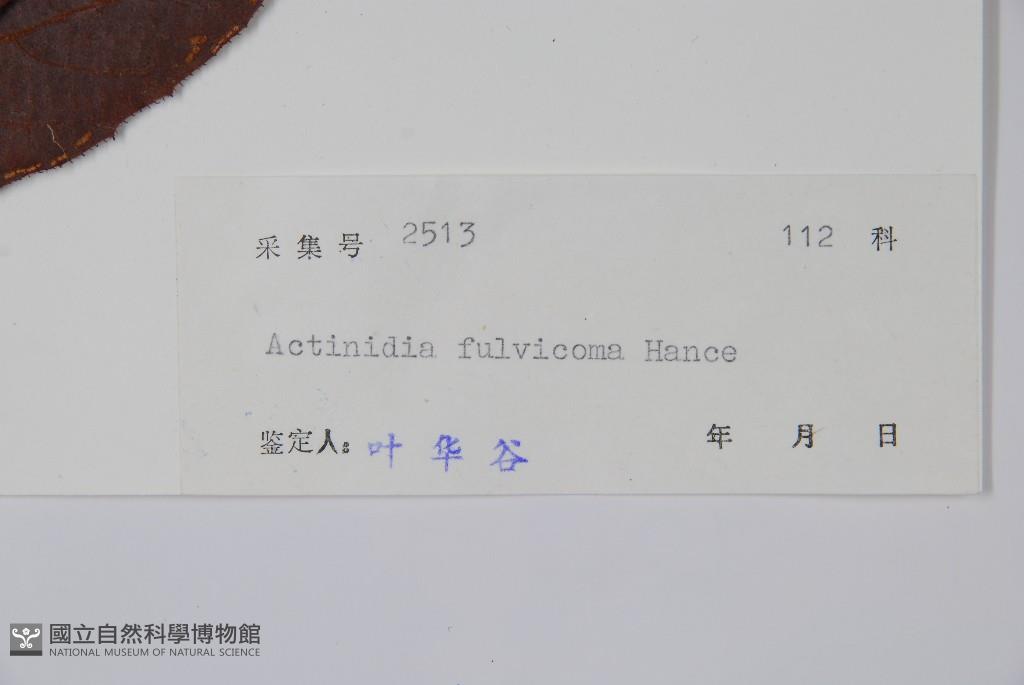 采集号 2513 112 科
Actinidia fulvicoma Hance
鉴定人: 叶华谷 年 月 日
國立自然科學博物館
NATIONAL MUSEUM OF NATURAL SCIENCE